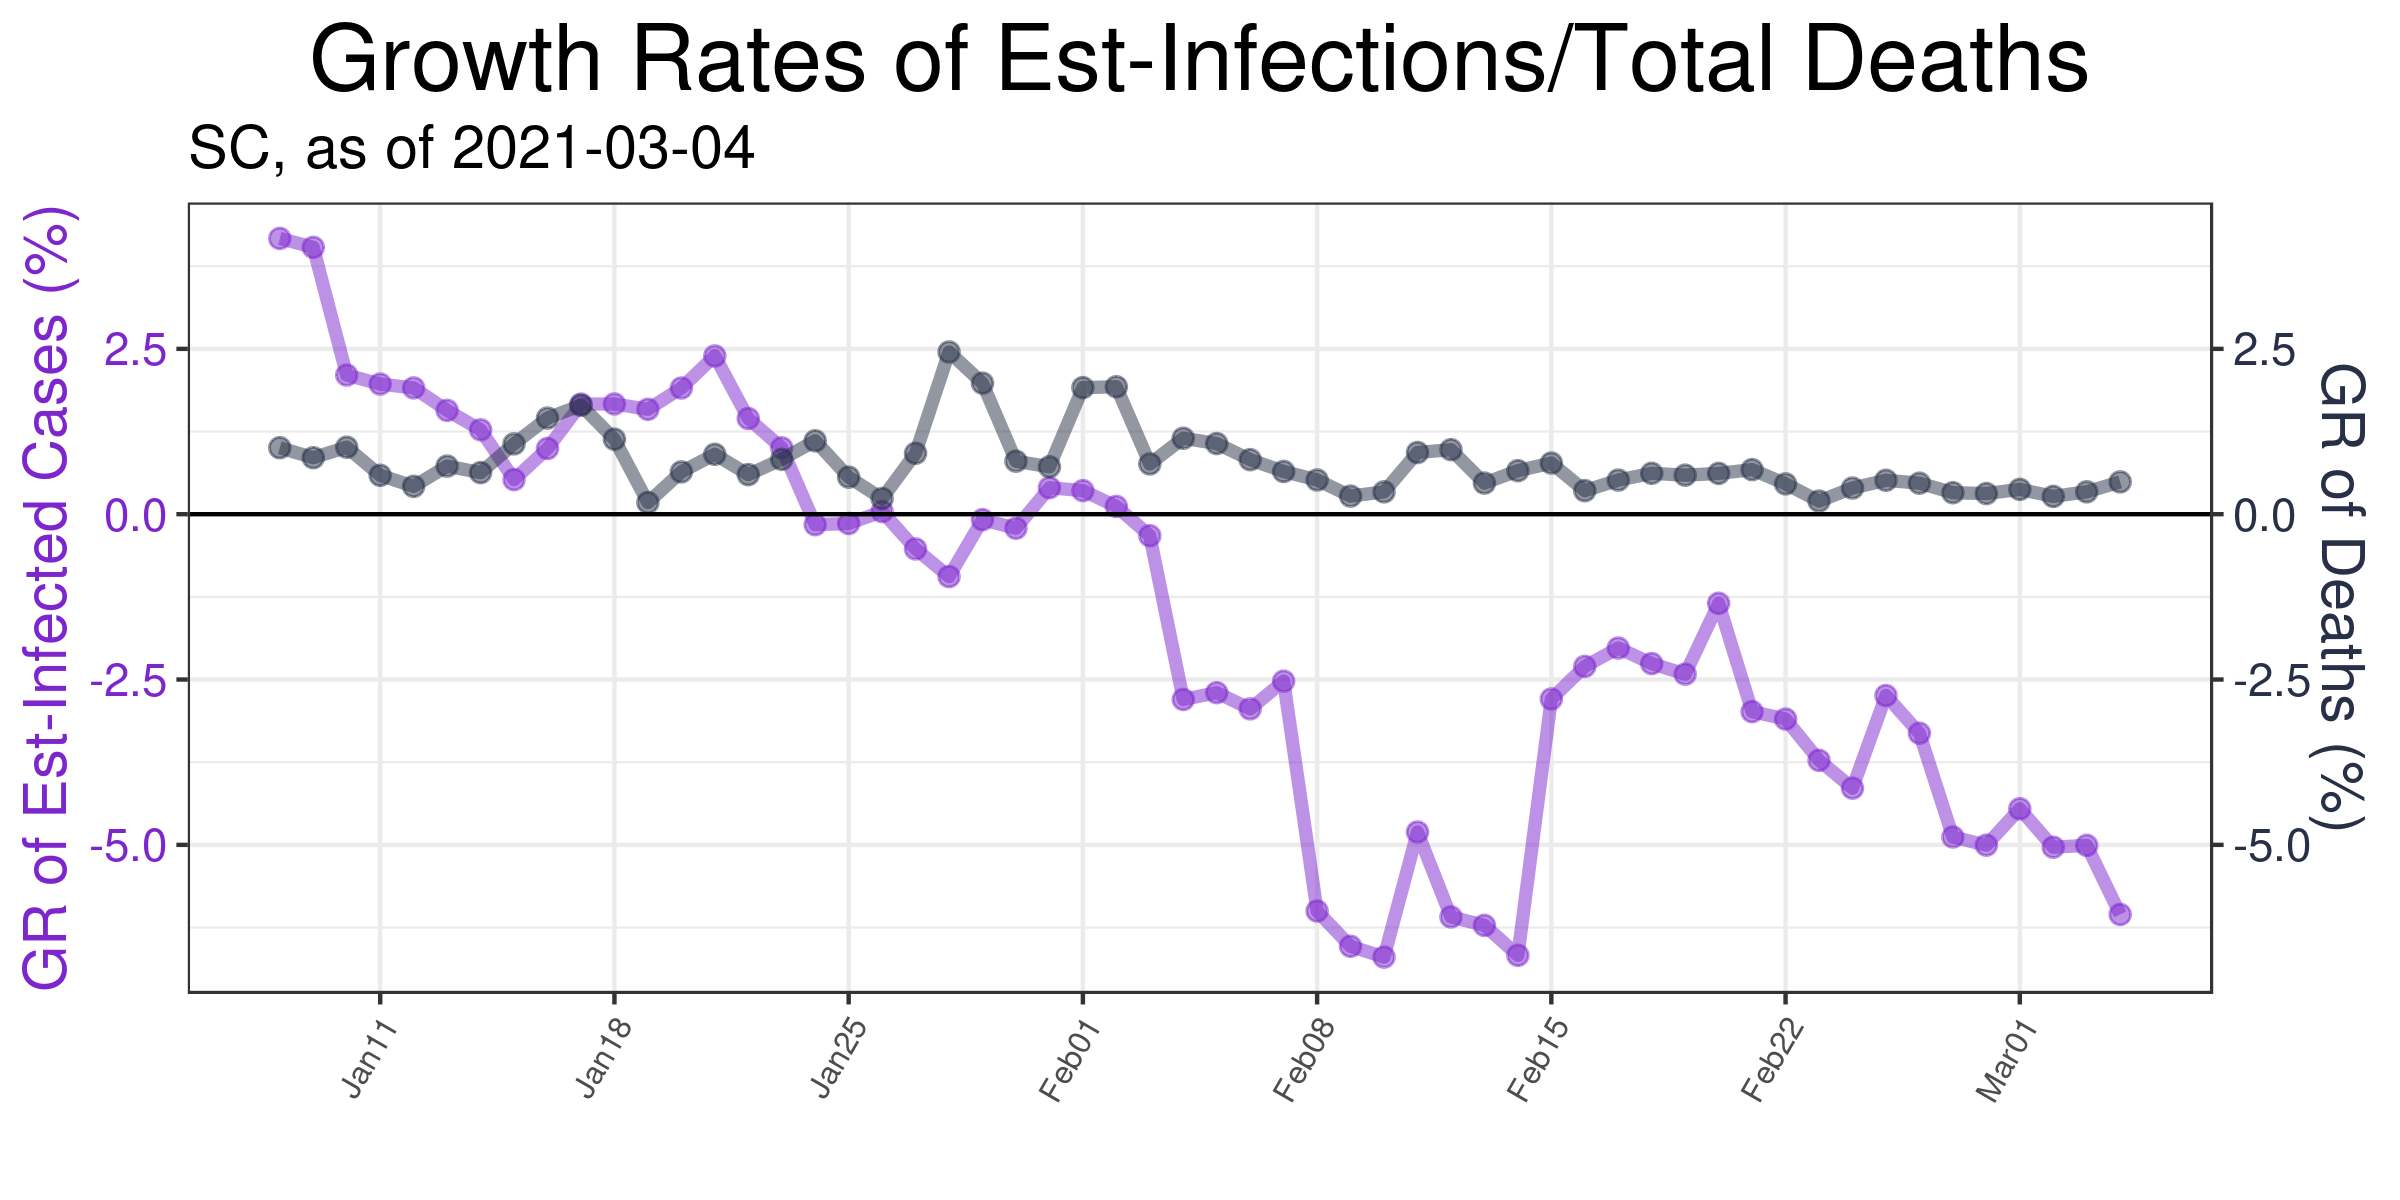 Growth Rates of Est-Infections/Total Deaths
SC, as of 2021-03-04
GR of Est-Infected Cases (%)
2.5
0.0
-2.5
-5.0
2.5
0.0
-2.5
-5.0
GR of Deaths (%)
Jan11
Jan18
Jan25
Feb01
Feb08
Feb15
Feb22
Mar01